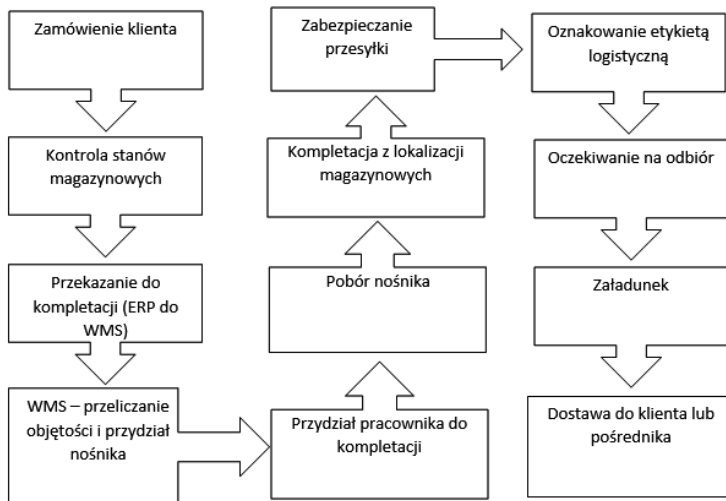 Zamówienie klienta
Kontrola stanów
magazynowych
Przekazanie do
kompletacji (ERP do
WMS)
WMS – przeliczanie
objętości i przydział
nośnika
Przydział pracownika do
kompletacji
Pobór nośnika
Kompletacja z lokalizacji
magazynowych
Zabezpieczanie
przesyłki
Oznakowanie etykietą
logistyczną
Oczekiwanie na odbiór
Załadunek
Dostawa do klienta lub
pośrednika